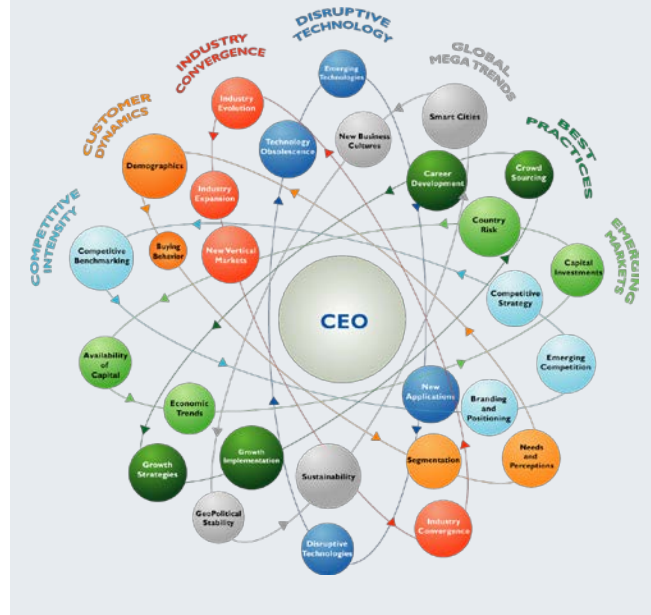 DISRUPTIVE
TECHNOLOGY
INDUSTRY
CONVERGENCE
GLOBAL
MEGA TRENDS
CUSTOMER
DYNAMICS
BEST
PRACTICES
COMPETITIVE
INTENSITY
EMERGING
MARKETS
Emerging
Technologies
Industry
Evolution
Smart Cities
Technology
Obsolescence
New Business
Cultures
Demographics
Career
Development
Crowd
Sourcing
Industry
Expansion
Country
Risk
Competitive
Benchmarking
Buying
Behavior
New Vertical
Markets
Capital
Investments
Competitive
Strategy
CEO
Availability
of
Capital
Emerging
Competition
New
Applications
Economic
Trends
Branding
and
Positioning
Growth
Strategies
Growth
Implementation
Sustainability
Segmentation
Needs
and
Perceptions
GeoPolitical
Stability
Industry
Convergence
Disruptive
Technologies